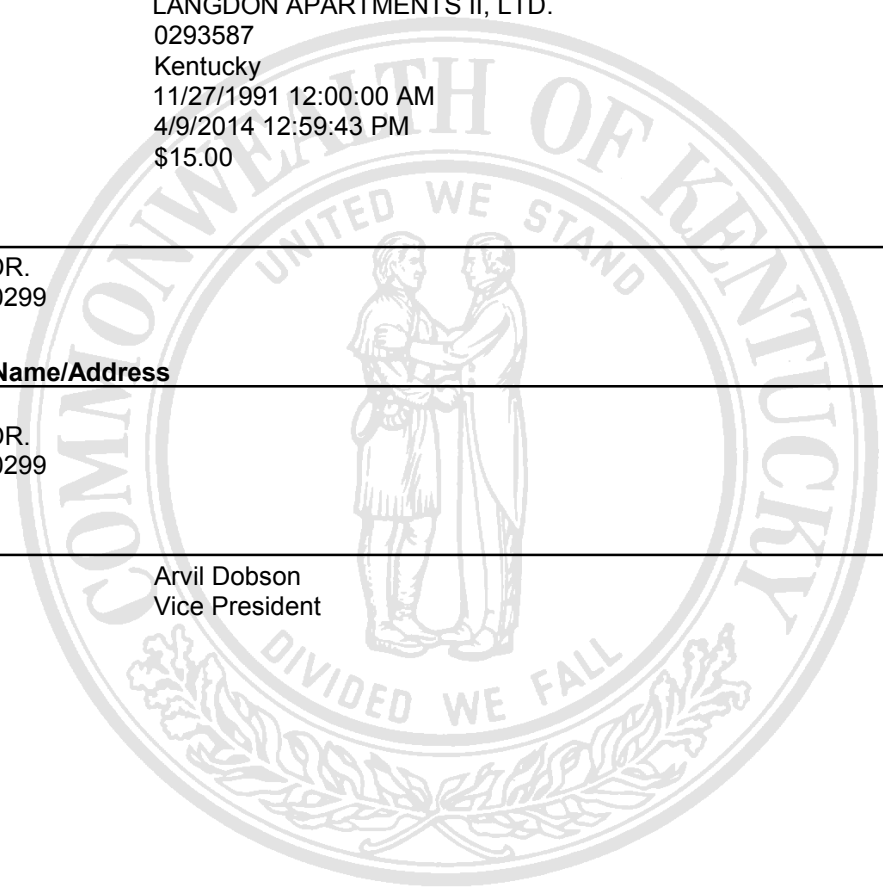 LANGDON APARTMENTS II, LTD.
0293587
Kentucky
11/27/1991 12:00:00 AM
4/9/2014 12:59:43 PM
$15.00
COMMONWEALTH OF KENTUCKY
UNITED WE STAND
DR.
0299
Name/Address
DR.
0299
Arvil Dobson
Vice President
DIVIDED WE FALL